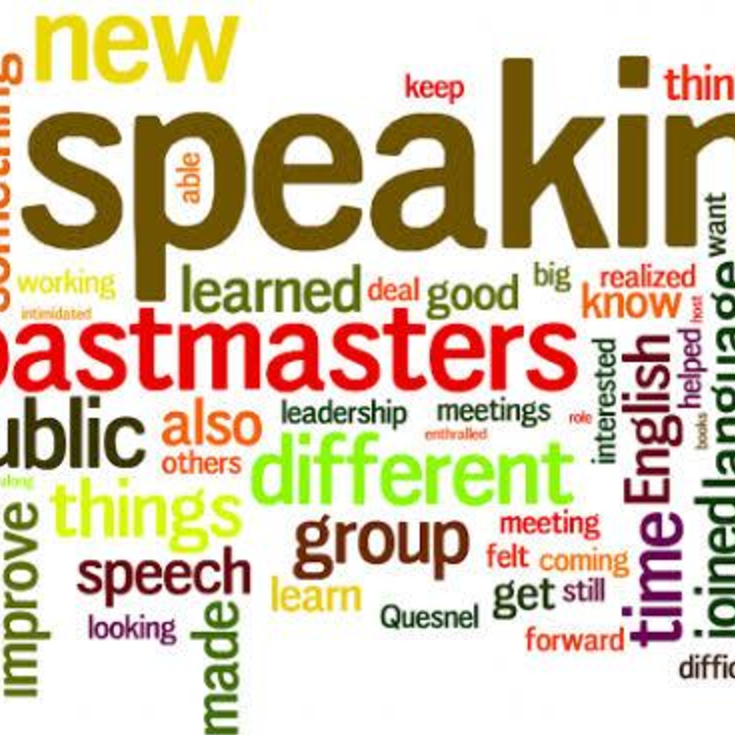 new
keep
thin
something
speakin
able
want
working
learned
deal
good
big
realized
know
host
intimidated
oastmasters
interested
English
helped
language
ublic
also
leadership
meetings
role
books
enthralled
others
different
along
things
improve
group
meeting
time
joined
speech
felt
coming
learn
get
still
Quesnel
looking
made
forward
diffic